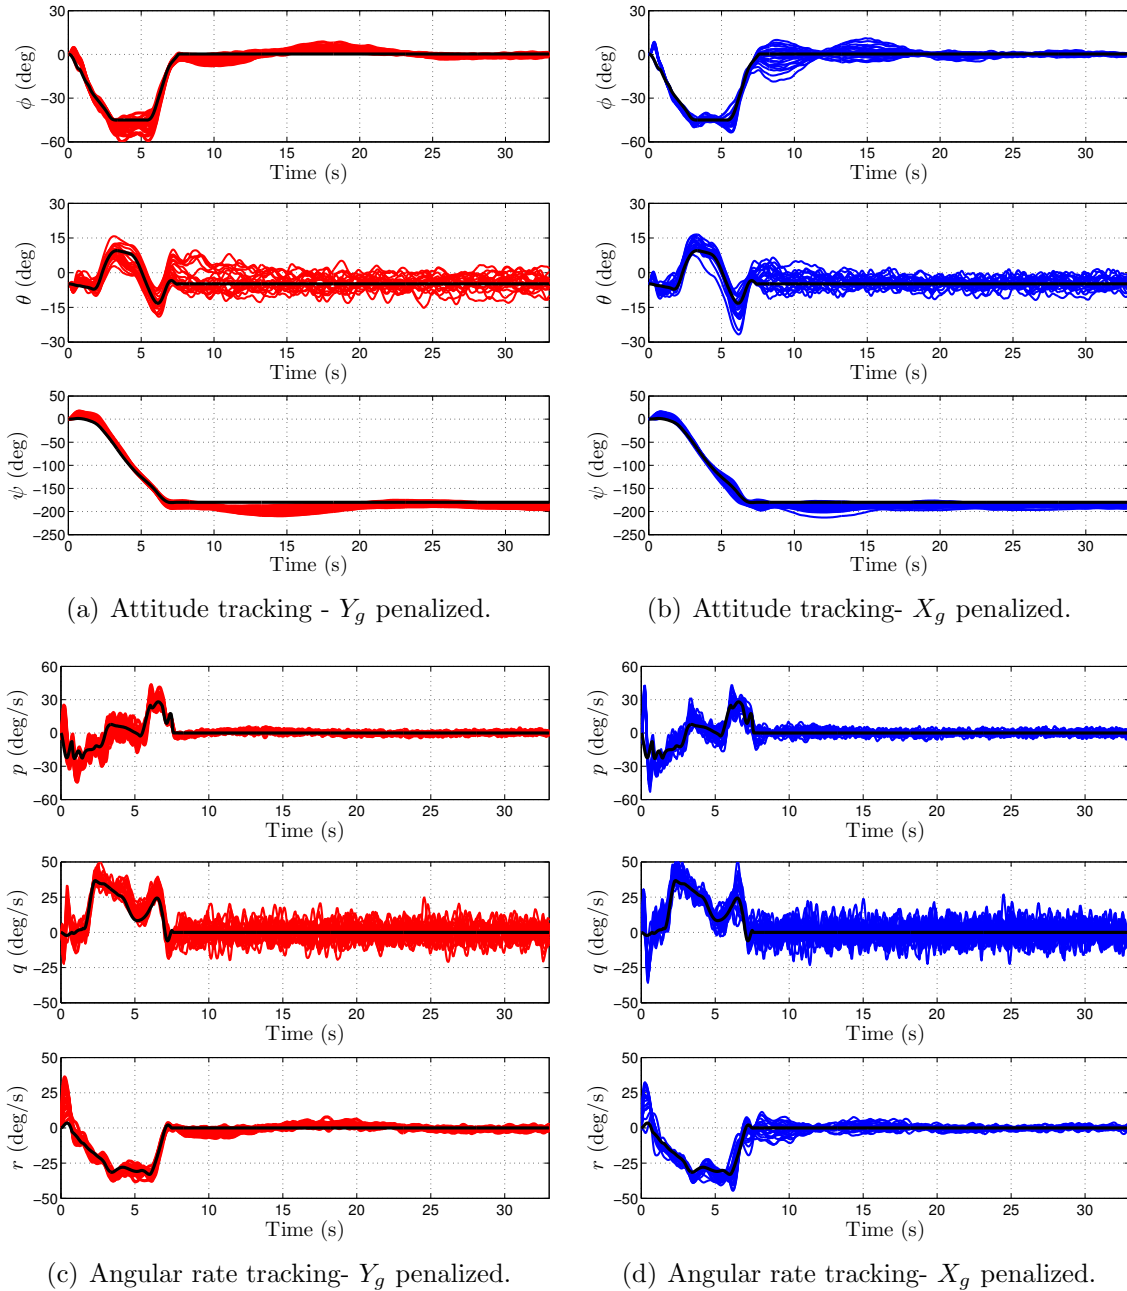 30
0
−30
−60
ϕ (deg)
0 5 10 15 20 25 30
Time (s)
30
0
−30
−60
ϕ (deg)
0 5 10 15 20 25 30
Time (s)
30
15
0
−15
−30
θ (deg)
0 5 10 15 20 25 30
Time (s)
30
15
0
−15
−30
θ (deg)
0 5 10 15 20 25 30
Time (s)
50
0
−50
−100
−150
−200
−250
ψ (deg)
0 5 10 15 20 25 30
Time (s)
50
0
−50
−100
−150
−200
−250
ψ (deg)
0 5 10 15 20 25 30
Time (s)
(a) Attitude tracking - Y_g penalized.
(b) Attitude tracking- X_g penalized.
60
30
0
−30
−60
p (deg/s)
0 5 10 15 20 25 30
Time (s)
60
30
0
−30
−60
p (deg/s)
0 5 10 15 20 25 30
Time (s)
50
25
0
−25
−50
q (deg/s)
0 5 10 15 20 25 30
Time (s)
50
25
0
−25
−50
q (deg/s)
0 5 10 15 20 25 30
Time (s)
50
25
0
−25
−50
r (deg/s)
0 5 10 15 20 25 30
Time (s)
50
25
0
−25
−50
r (deg/s)
0 5 10 15 20 25 30
Time (s)
(c) Angular rate tracking- Y_g penalized.
(d) Angular rate tracking- X_g penalized.